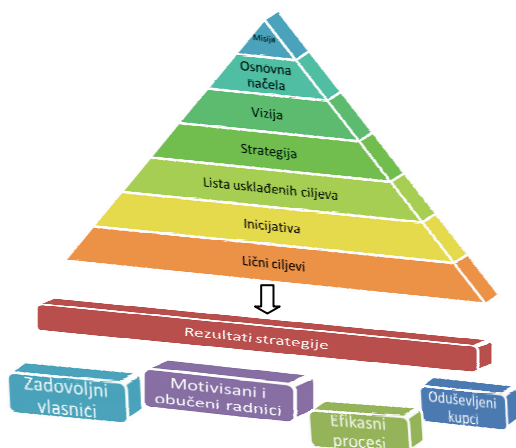 Misija
Osnovna
načela
Vizija
Strategija
Lista usklađenih ciljeva
Inicijativa
Lični ciljevi
Rezultati strategije
Zadovoljni
vlasnici
Motivisani i
obučeni radnici
Efikasni
procesi
Oduševljeni
kupci